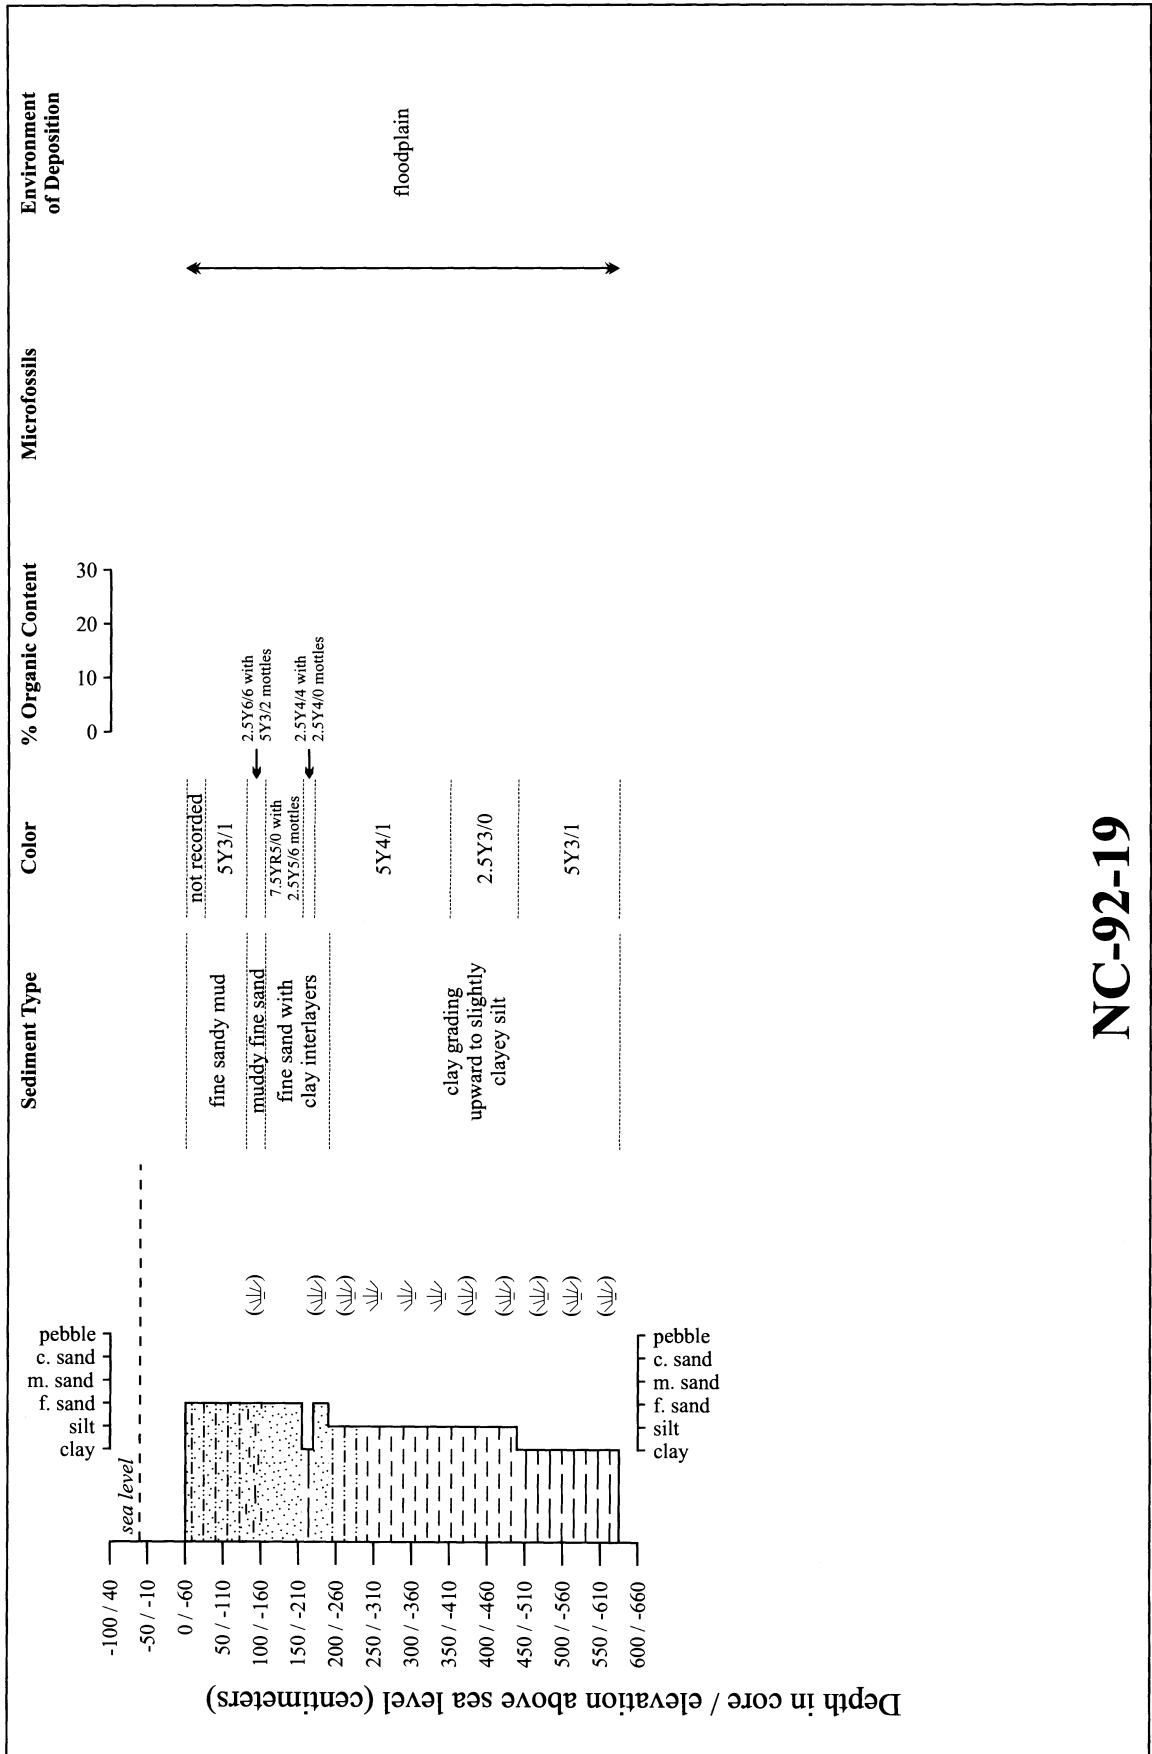 Depth in core / elevation above sea level (centimeters)
-100 / 40
-50 / -10
0 / -60
50 / -110
100 / -160
150 / -210
200 / -260
250 / -310
300 / -360
350 / -410
400 / -460
450 / -510
500 / -560
550 / -610
600 / -660
sea level
pebble
c. sand
m. sand
f. sand
silt
clay
pebble
c. sand
m. sand
f. sand
silt
clay
Sediment Type
fine sandy mud
muddy fine sand
fine sand with
clay interlayers
clay grading
upward to slightly
clayey silt
Color
not recorded
5Y3/1
2.5Y6/6 with
5Y3/2 mottles
7.5YR5/0 with
2.5Y5/6 mottles
2.5Y4/4 with
2.5Y4/0 mottles
5Y4/1
2.5Y3/0
5Y3/1
% Organic Content
0
10
20
30
Microfossils
Environment
of Deposition
floodplain
NC-92-19